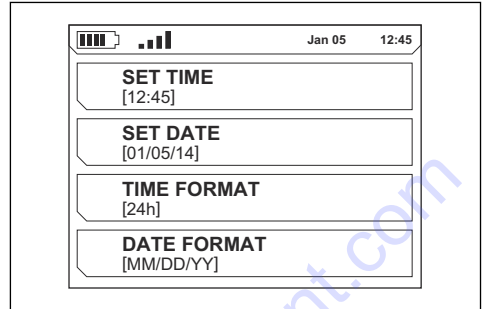 Jan 05 12:45
SET TIME
[12:45]
SET DATE
[01/05/14]
TIME FORMAT
[24h]
DATE FORMAT
[MM/DD/YY]